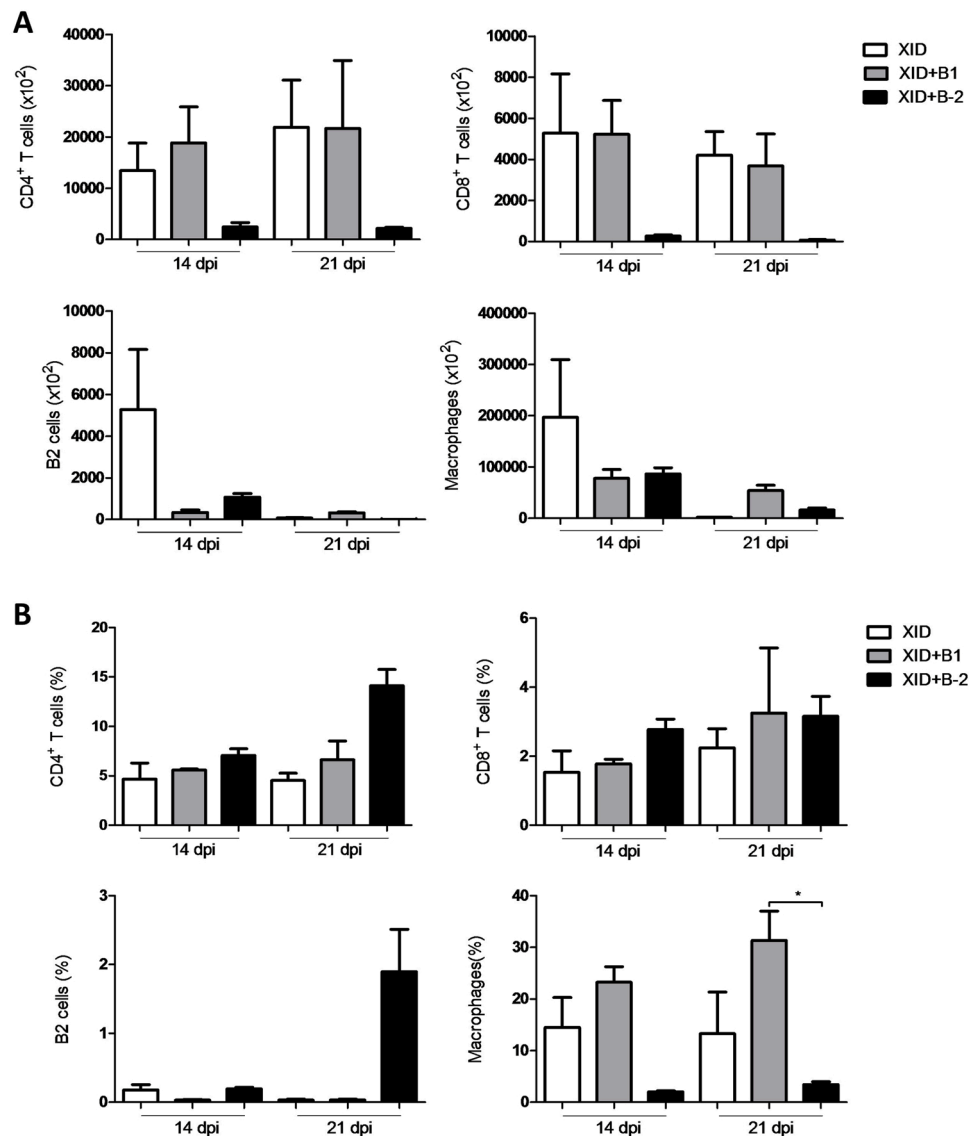 A
CD4+ T cells (x10²)
40000
30000
20000
10000
0
14 dpi
21 dpi
CD8+ T cells (x10²)
10000
8000
6000
4000
2000
0
14 dpi
21 dpi
XID
XID+B1
XID+B-2
B2 cells (x10²)
10000
8000
6000
4000
2000
0
14 dpi
21 dpi
Macrophages (x10²)
400000
300000
200000
100000
0
14 dpi
21 dpi
B
CD4+ T cells (%)
20
15
10
5
0
14 dpi
21 dpi
CD8+ T cells (%)
6
4
2
0
14 dpi
21 dpi
XID
XID+B1
XID+B-2
B2 cells (%)
3
2
1
0
14 dpi
21 dpi
Macrophages(%)
40
30
20
10
0
*
14 dpi
21 dpi